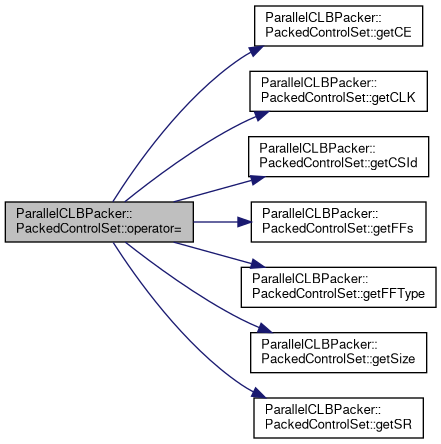 ParallelCLBPacker::
PackedControlSet::getCE
ParallelCLBPacker::
PackedControlSet::getCLK
ParallelCLBPacker::
PackedControlSet::getCSId
ParallelCLBPacker::
PackedControlSet::operator=
ParallelCLBPacker::
PackedControlSet::getFFs
ParallelCLBPacker::
PackedControlSet::getFFType
ParallelCLBPacker::
PackedControlSet::getSize
ParallelCLBPacker::
PackedControlSet::getSR